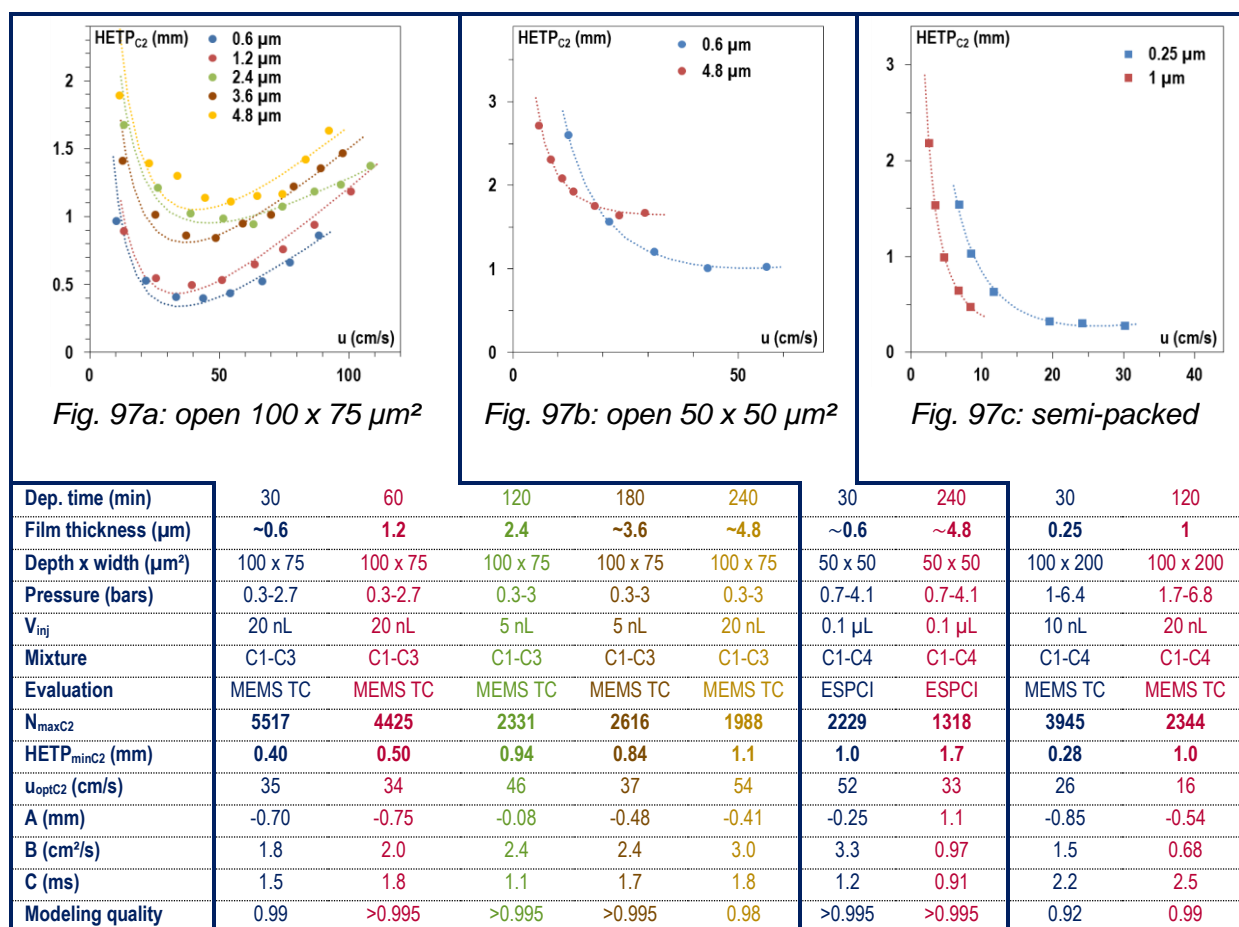 HETPC2 (mm)
0.6 µm
1.2 µm
2.4 µm
3.6 µm
4.8 µm
2
1.5
1
0.5
0
u (cm/s)
0 50 100
Fig. 97a: open 100 x 75 µm²
HETPC2 (mm)
0.6 µm
4.8 µm
3
2
1
0
u (cm/s)
0 50
Fig. 97b: open 50 x 50 µm²
HETPC2 (mm)
0.25 µm
1 µm
3
2
1
0
u (cm/s)
0 10 20 30 40
Fig. 97c: semi-packed
Dep. time (min) 30 60 120 180 240 30 240 30 120
Film thickness (µm) ~0.6 1.2 2.4 ~3.6 ~4.8 ~0.6 ~4.8 0.25 1
Depth x width (µm²) 100 x 75 100 x 75 100 x 75 100 x 75 100 x 75 50 x 50 50 x 50 100 x 200 100 x 200
Pressure (bars) 0.3-2.7 0.3-2.7 0.3-3 0.3-3 0.3-3 0.7-4.1 0.7-4.1 1-6.4 1.7-6.8
Vinj 20 nL 20 nL 5 nL 5 nL 20 nL 0.1 µL 0.1 µL 10 nL 20 nL
Mixture C1-C3 C1-C3 C1-C3 C1-C3 C1-C3 C1-C4 C1-C4 C1-C4 C1-C4
Evaluation MEMS TC MEMS TC MEMS TC MEMS TC MEMS TC ESPCI ESPCI MEMS TC MEMS TC
NmaxC2 5517 4425 2331 2616 1988 2229 1318 3945 2344
HETPminC2 (mm) 0.40 0.50 0.94 0.84 1.1 1.0 1.7 0.28 1.0
uoptC2 (cm/s) 35 34 46 37 54 52 33 26 16
A (mm) -0.70 -0.75 -0.08 -0.48 -0.41 -0.25 1.1 -0.85 -0.54
B (cm²/s) 1.8 2.0 2.4 2.4 3.0 3.3 0.97 1.5 0.68
C (ms) 1.5 1.8 1.1 1.7 1.8 1.2 0.91 2.2 2.5
Modeling quality 0.99 >0.995 >0.995 >0.995 0.98 >0.995 >0.995 0.92 0.99